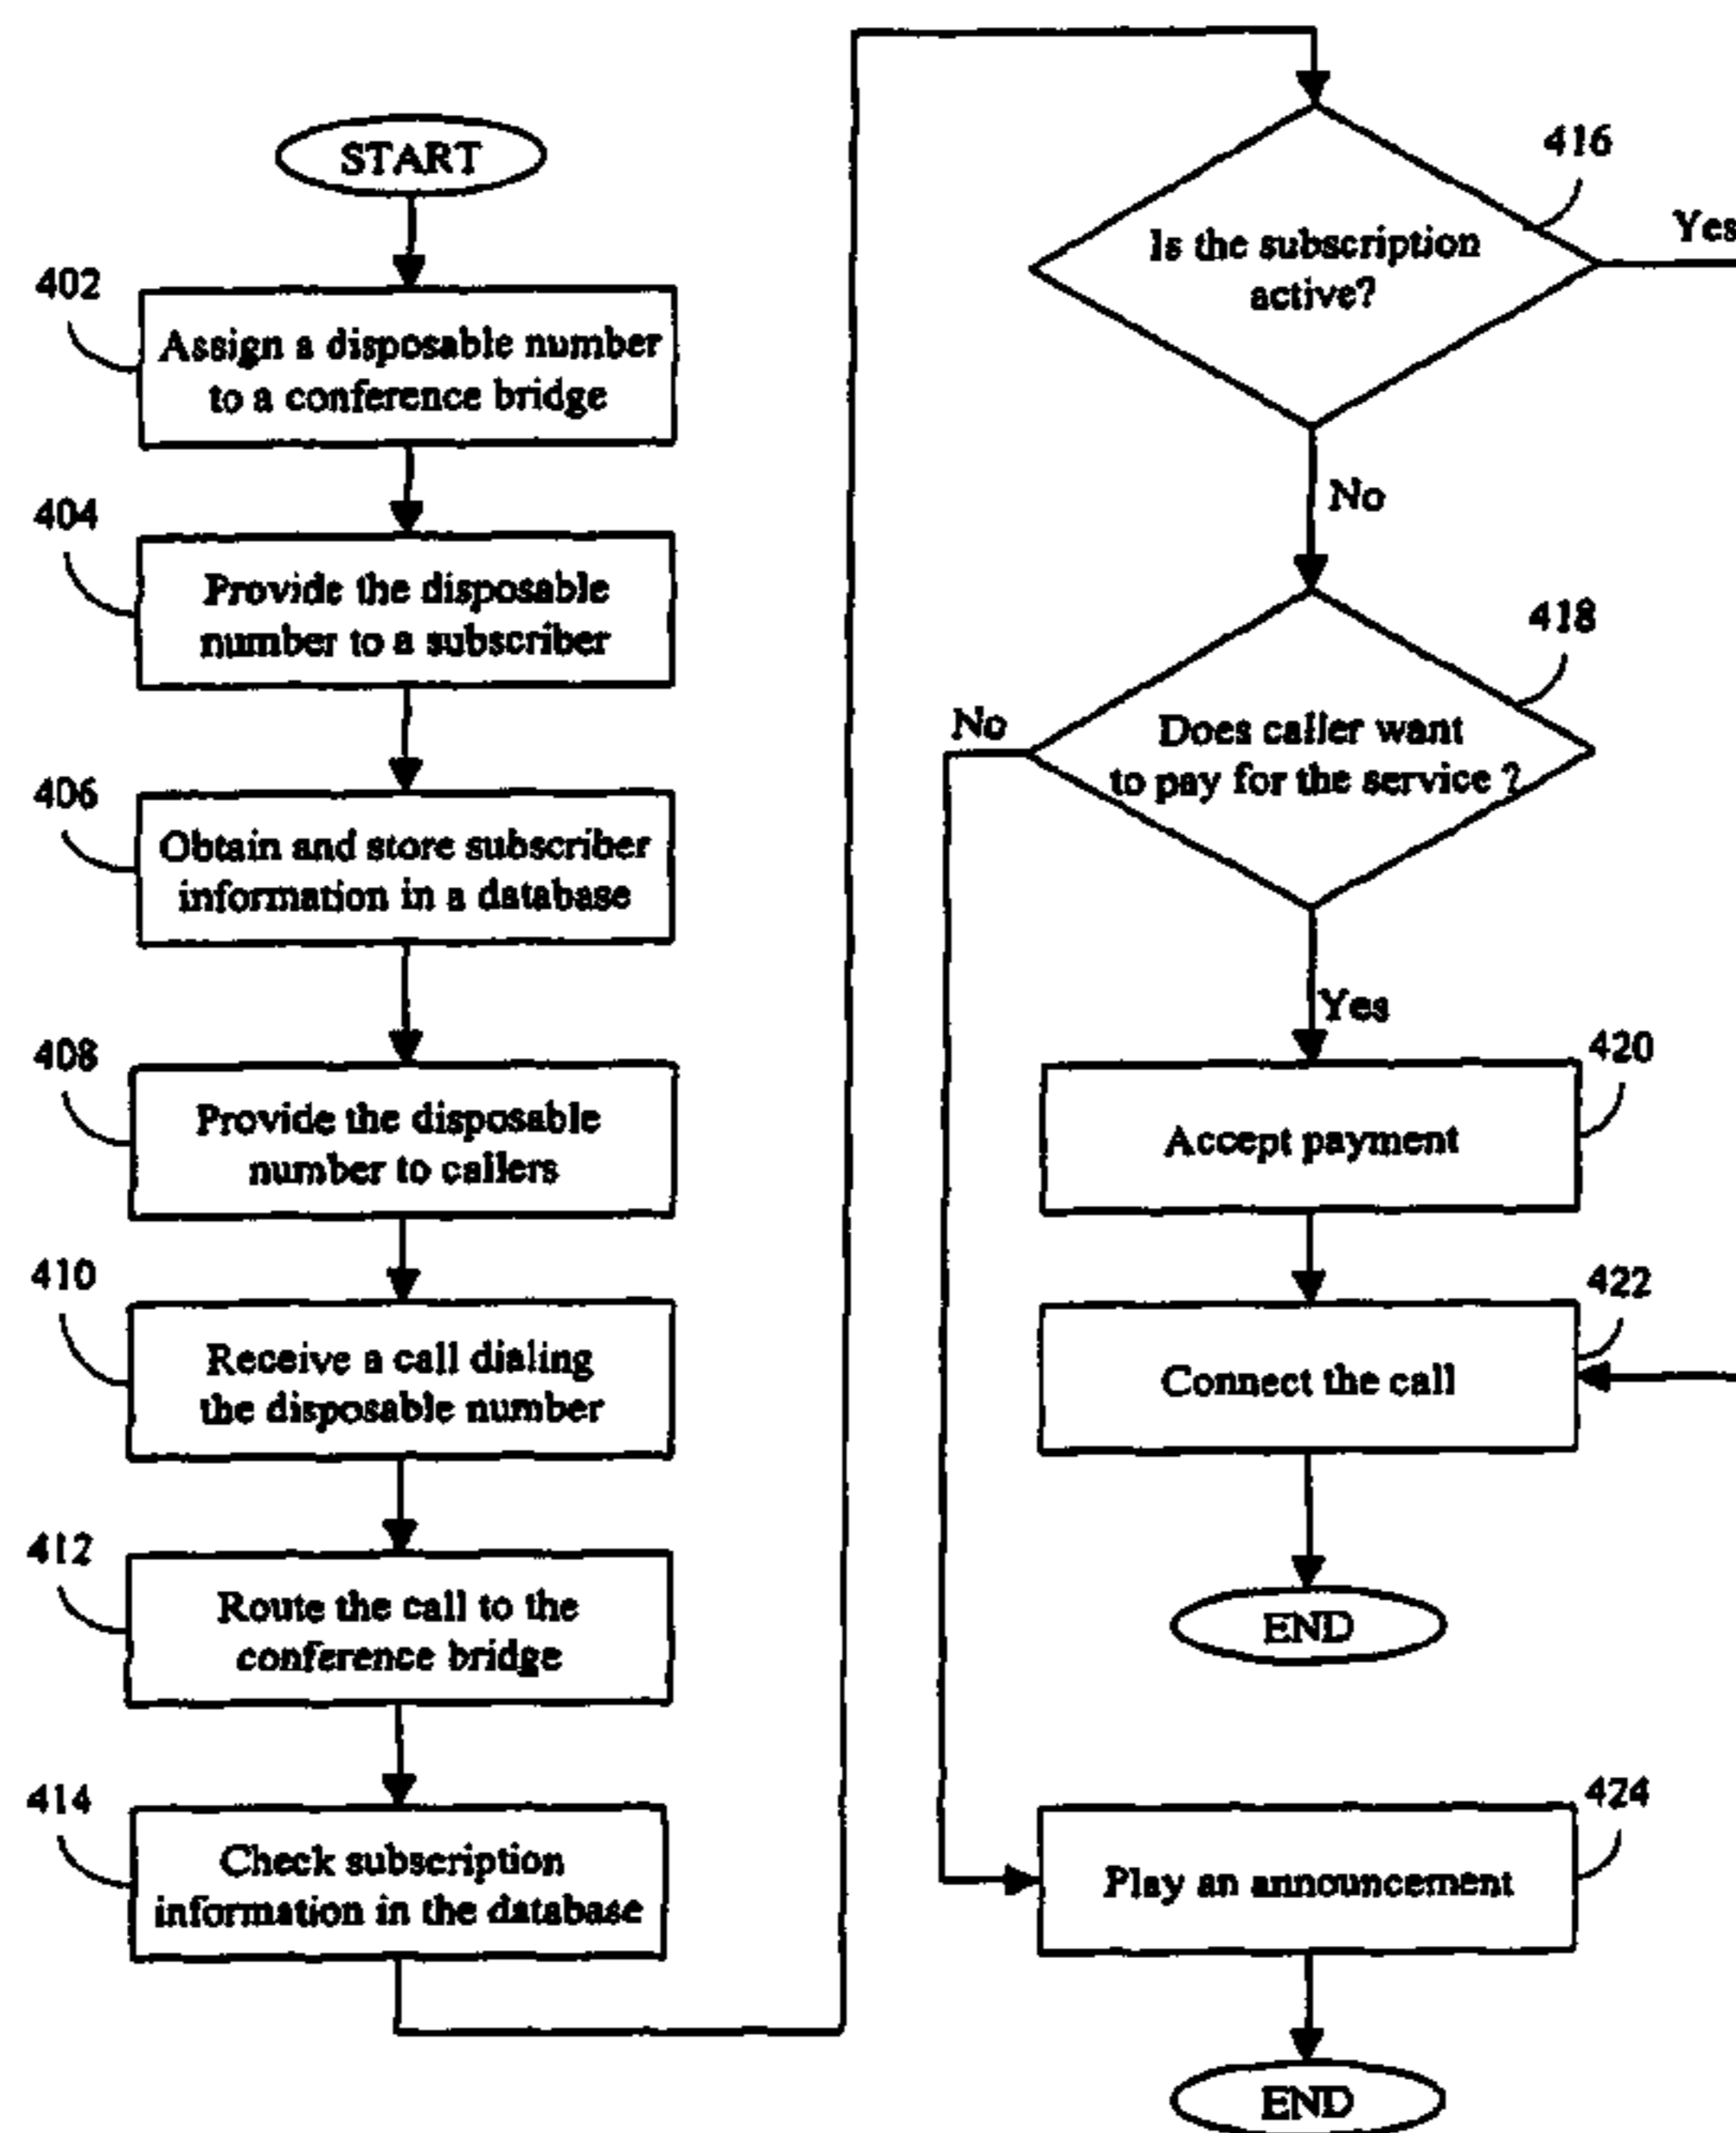 START
402
Assign a disposable number
to a conference bridge
404
Provide the disposable
number to a subscriber
406
Obtain and store subscriber
information in a database
408
Provide the disposable
number to callers
410
Receive a call dialing
the disposable number
412
Route the call to the
conference bridge
414
Check subscription
information in the database
416
Is the subscription
active?
Yes
No
418
Does caller want
to pay for the service ?
No
Yes
420
Accept payment
422
Connect the call
END
424
Play an announcement
END